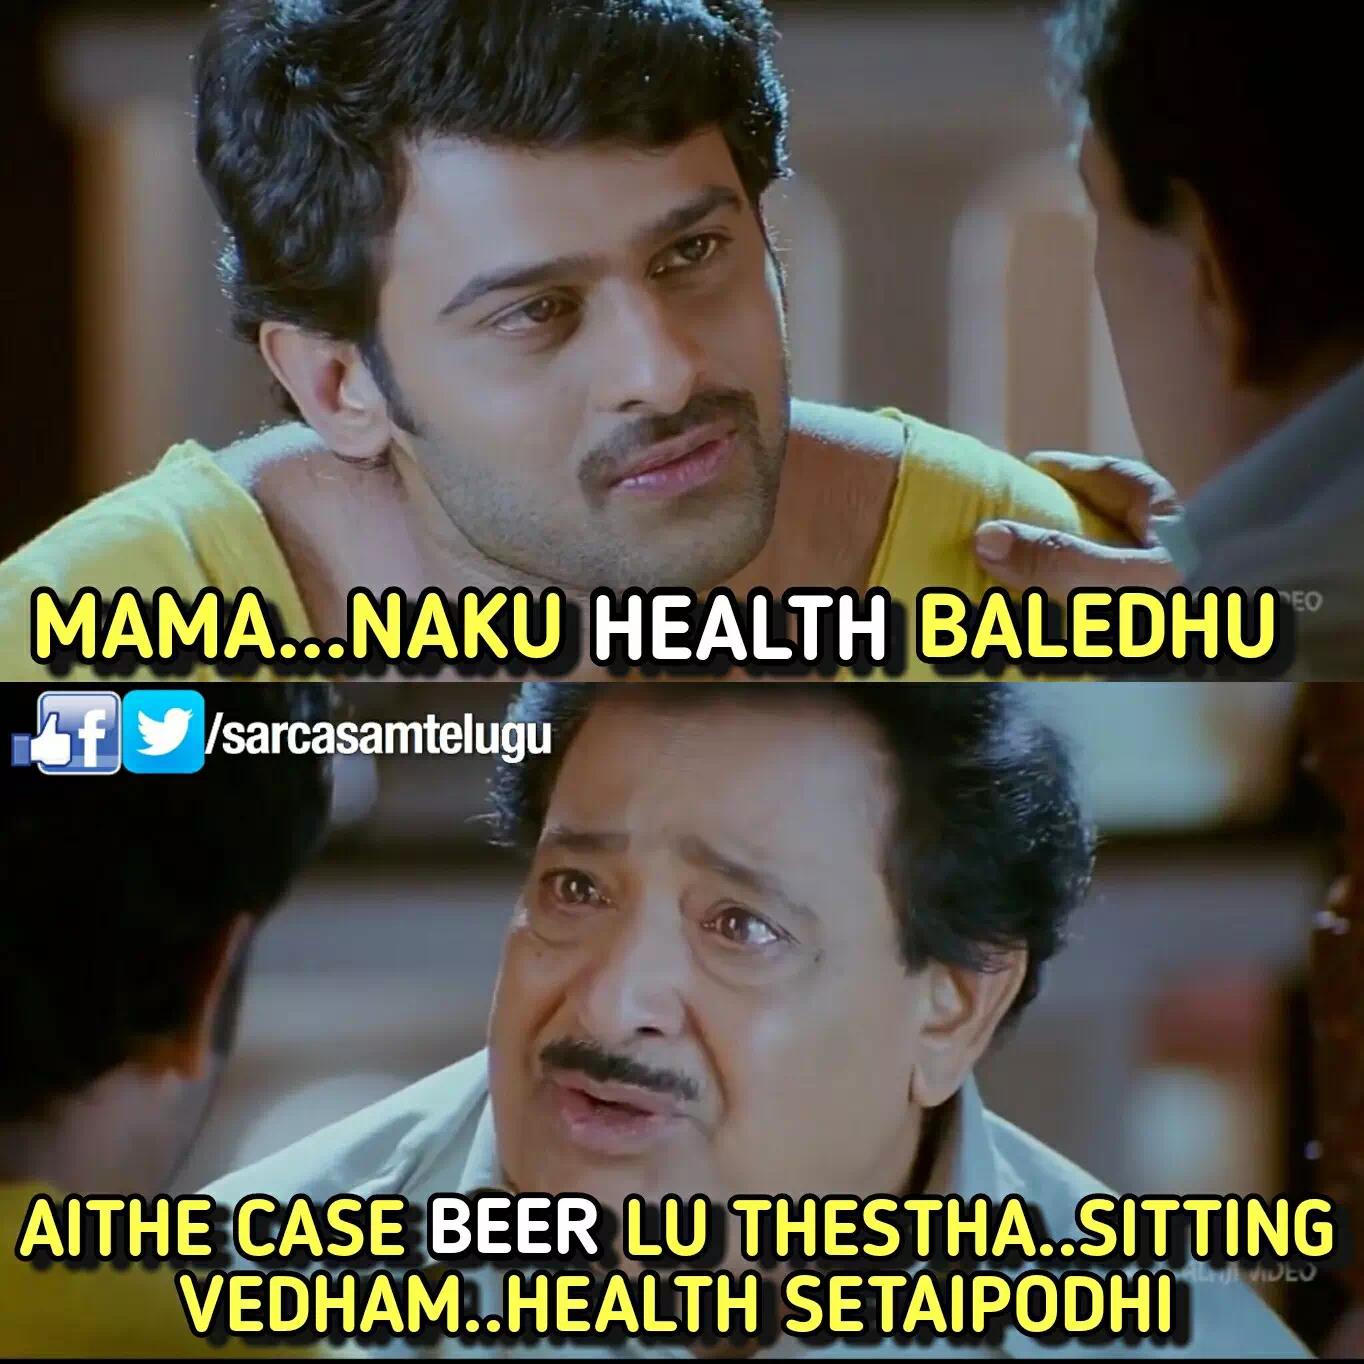 MAMA...NAKU HEALTH BALEDHU
/sarcasamtelugu
AITHE CASE BEER LU THESTHA..SITTING
VEDHAM..HEALTH SETAIPODHI